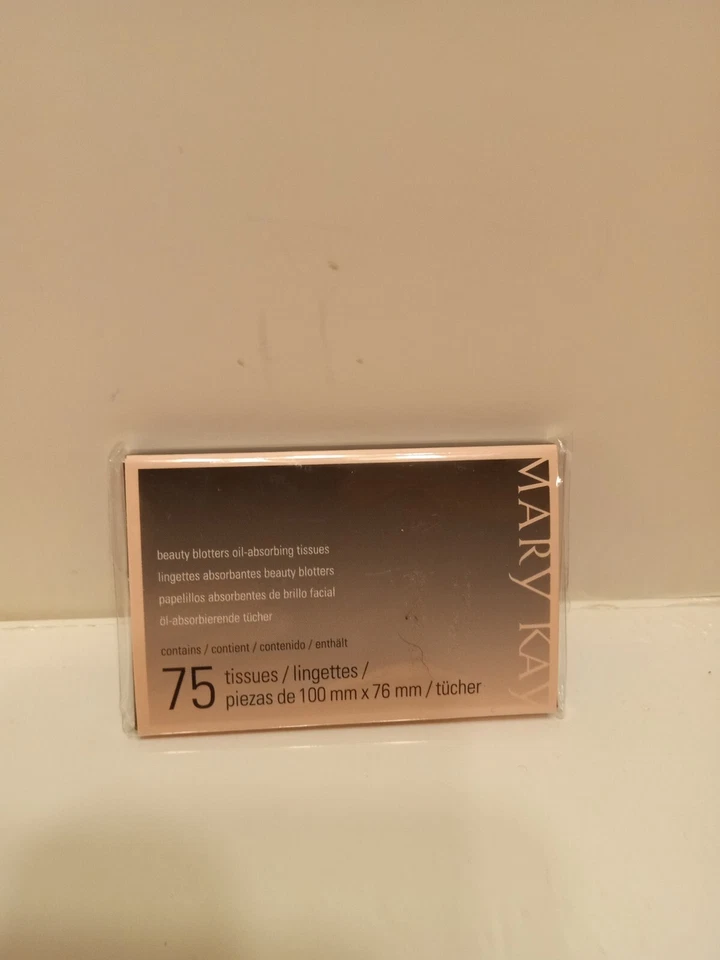 beauty blotters oil-absorbing tissues
lingettes absorbantes beauty blotters
papelillos absorbentes de brillo facial
öl-absorbierende tücher
contains / contient / contenido / enthält
75 tissues / lingettes /
piezas de 100 mm x 76 mm / tücher
MARY KAY